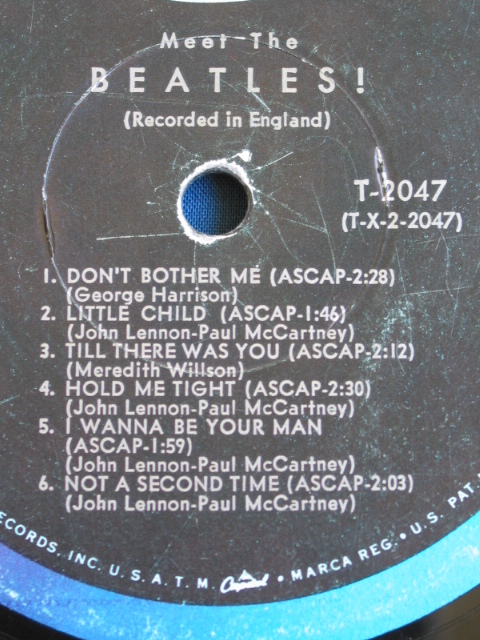 Meet The
BEATLES!
(Recorded in England)
T-2047
(T-X-2-2047)
1. DON'T BOTHER ME (ASCAP-2:28)
(George Harrison)
2. LITTLE CHILD (ASCAP-1:46)
(John Lennon-Paul McCartney)
3. TILL THERE WAS YOU (ASCAP-2:12)
(Meredith Willson)
4. HOLD ME TIGHT (ASCAP-2:30)
(John Lennon-Paul McCartney)
5. I WANNA BE YOUR MAN
(ASCAP-1:59)
(John Lennon-Paul McCartney)
6. NOT A SECOND TIME (ASCAP-2:03)
(John Lennon-Paul McCartney)
ECORDS, INC. U.S.A. T.M. Capitol • MARCA REG. • U.S. PAT.